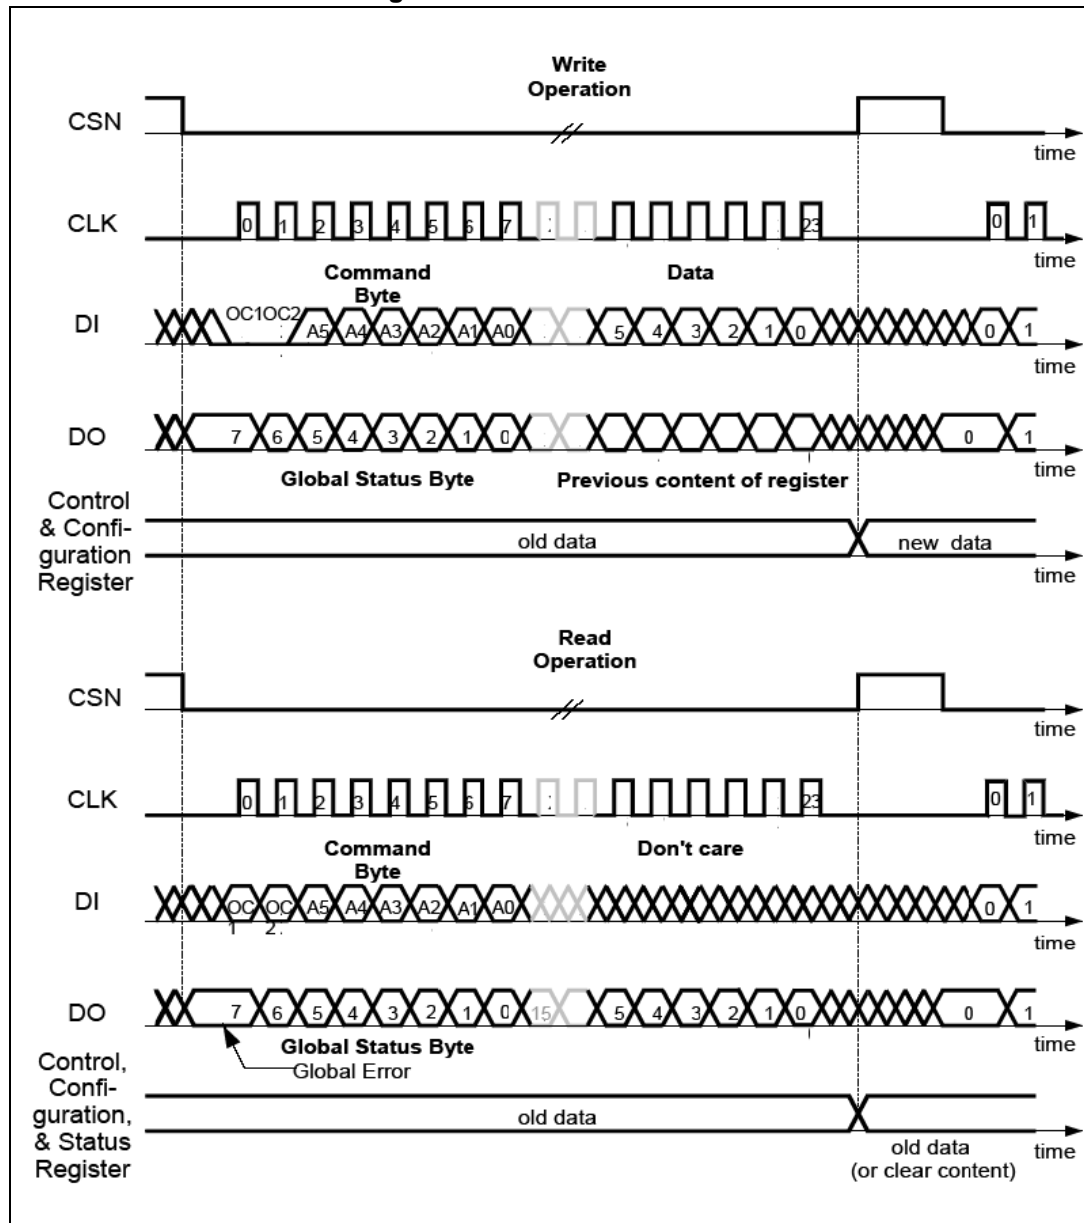 Write
Operation
CSN
time
CLK
0 1 2 3 4 5 6 7 23 0 1
time
Command
Byte
Data
DI
OC1OC2 A5 A4 A3 A2 A1 A0 5 4 3 2 1 0 0 1
time
DO
7 6 5 4 3 2 1 0 0 1
time
Global Status Byte Previous content of register
Control
& Confi-
guration
Register
old data new data
time
Read
Operation
CSN
time
CLK
0 1 2 3 4 5 6 7 23 0 1
time
Command
Byte
Don't care
DI
OC OC A5 A4 A3 A2 A1 A0 0 1
1 2
time
DO
7 6 5 4 3 2 1 0 15 5 4 3 2 1 0 0 1
time
Global Status Byte
Global Error
Control,
Confi-
guration,
& Status
Register
old data
time
old data
(or clear content)